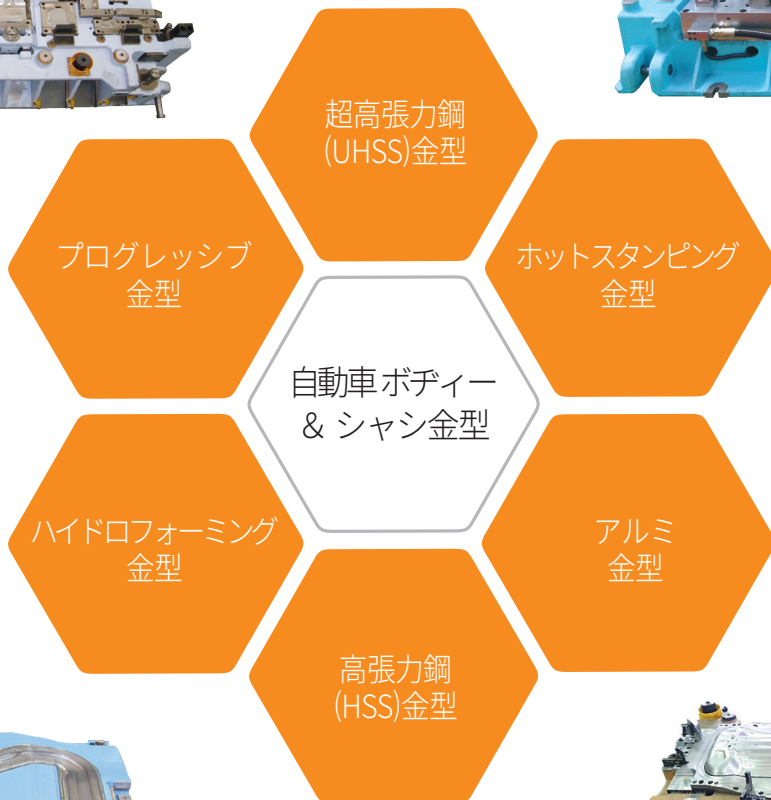 超高張力鋼
(UHSS)金型
プログレッシブ
金型
ホットスタンピング
金型
自動車 ボヂィー
& シャシ金型
ハイドロフォーミング
金型
アルミ
金型
高張力鋼
(HSS)金型